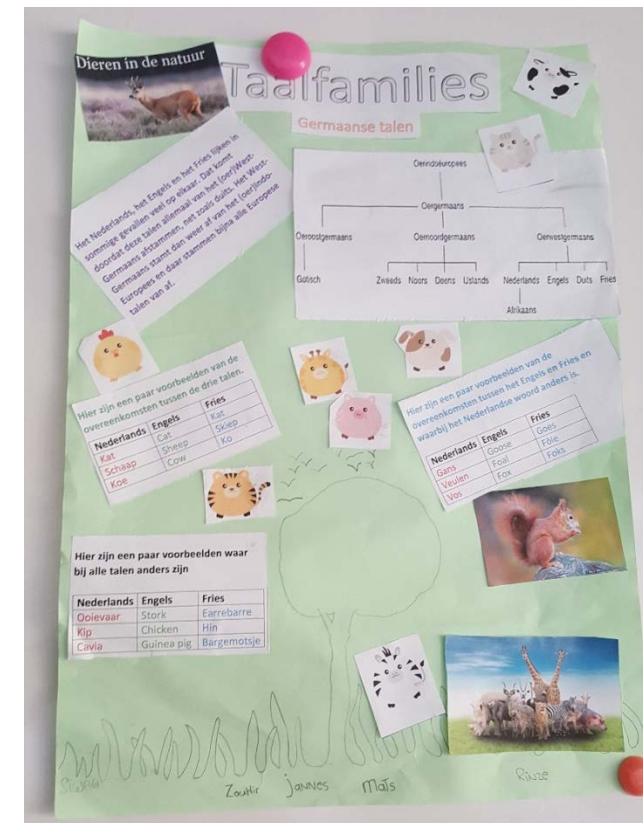 Dieren in de natuur
Taalfamilies
Germaanse talen
Het Nederlands, het Engels en het Fries lijken in
sommige gevallen veel op elkaar. Dat komt
doordat deze talen allemaal van het (oer)West-
Germaans afstammen, net zoals duits. Het West-
Germaans stamt dan weer af van het (oer)Indo-
Europees en daar stammen bijna alle Europese
talen van af.
Oerindoeuropees
Oergermaans
Oeroostgermaans Oernoordgermaans Oerwestgermaans
Gotisch Zweeds Noors Deens IJslands Nederlands Engels Duits Fries
Afrikaans
Hier zijn een paar voorbeelden van de
overeenkomsten tussen de drie talen.
Nederlands Engels Fries
Kat Cat Kat
Schaap Sheep Skiep
Koe Cow Ko
Hier zijn een paar voorbeelden van de
overeenkomsten tussen het Engels en Fries en
waarbij het Nederlandse woord anders is.
Nederlands Engels Fries
Gans Goose Goes
Veulen Foal Fôle
Vos Fox Foks
Hier zijn een paar voorbeelden waar
bij alle talen anders zijn
Nederlands Engels Fries
Ooievaar Stork Earrebarre
Kip Chicken Hin
Cavia Guinea pig Bargemotsje
jannes mats Rinze